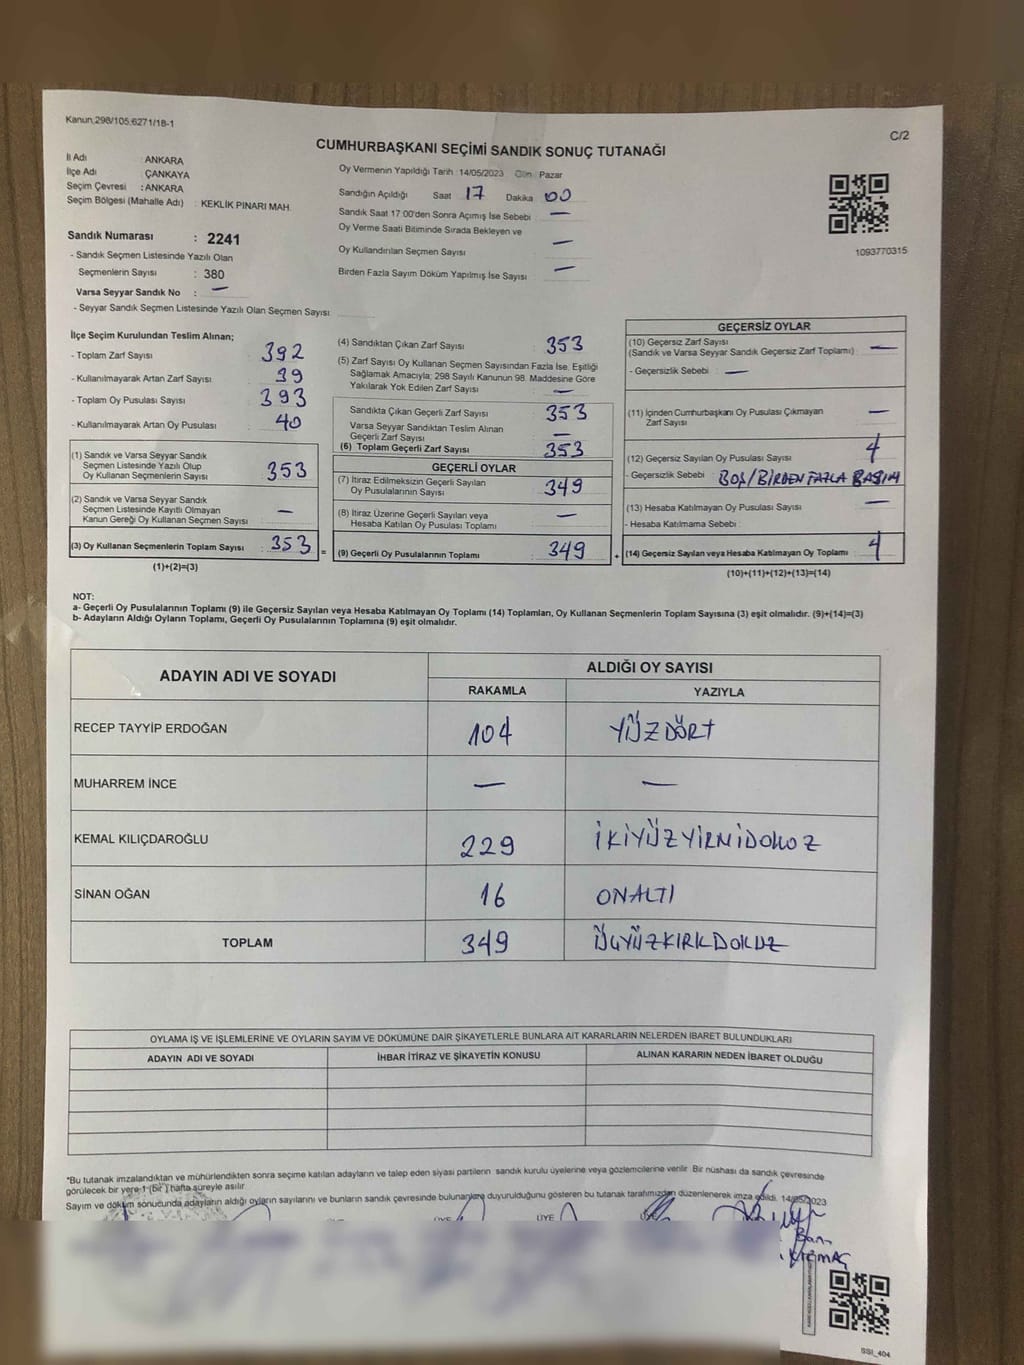 Kanun,298/105;6271/18-1
C/2
CUMHURBAŞKANI SEÇİMİ SANDIK SONUÇ TUTANAĞI
İl Adı : ANKARA
İlçe Adı : ÇANKAYA
Seçim Çevresi : ANKARA
Seçim Bölgesi (Mahalle Adı) : KEKLİK PINARI MAH.
Sandık Numarası : 2241
- Sandık Seçmen Listesinde Yazılı Olan
Seçmenlerin Sayısı : 380
Varsa Seyyar Sandık No : —
- Seyyar Sandık Seçmen Listesinde Yazılı Olan Seçmen Sayısı:
Oy Vermenin Yapıldığı Tarih : 14/05/2023 Gün : Pazar
Sandığın Açıldığı Saat 17 Dakika 00
Sandık Saat 17:00'den Sonra Açımış İse Sebebi : —
Oy Verme Saati Bitiminde Sırada Bekleyen ve
Oy Kullandırılan Seçmen Sayısı —
Birden Fazla Sayım Döküm Yapılmış İse Sayısı —
1093770315
İlçe Seçim Kurulundan Teslim Alınan;
- Toplam Zarf Sayısı : 392
- Kullanılmayarak Artan Zarf Sayısı : 39
- Toplam Oy Pusulası Sayısı : 393
- Kullanılmayarak Artan Oy Pusulası : 40
(1) Sandık ve Varsa Seyyar Sandık
Seçmen Listesinde Yazılı Olup
Oy Kullanan Seçmenlerin Sayısı : 353
(2) Sandık ve Varsa Seyyar Sandık
Seçmen Listesinde Kayıtlı Olmayan
Kanun Gereği Oy Kullanan Seçmen Sayısı : —
(3) Oy Kullanan Seçmenlerin Toplam Sayısı : 353 =
(1)+(2)=(3)
(4) Sandıktan Çıkan Zarf Sayısı : 353
(5) Zarf Sayısı Oy Kullanan Seçmen Sayısından Fazla İse, Eşitliği
Sağlamak Amacıyla; 298 Sayılı Kanunun 98. Maddesine Göre
Yakılarak Yok Edilen Zarf Sayısı : —
Sandıkta Çıkan Geçerli Zarf Sayısı : 353
Varsa Seyyar Sandıktan Teslim Alınan
Geçerli Zarf Sayısı : —
(6) Toplam Geçerli Zarf Sayısı : 353
GEÇERLİ OYLAR
(7) İtiraz Edilmeksizin Geçerli Sayılan
Oy Pusulasının Sayısı : 349
(8) İtiraz Üzerine Geçerli Sayılan veya
Hesaba Katılan Oy Pusulası Toplamı : —
(9) Geçerli Oy Pusulalarının Toplamı : 349 +
GEÇERSİZ OYLAR
(10) Geçersiz Zarf Sayısı
(Sandık ve Varsa Seyyar Sandık Geçersiz Zarf Toplamı) : —
- Geçersizlik Sebebi : —
(11) İçinden Cumhurbaşkanı Oy Pusulası Çıkmayan
Zarf Sayısı : —
(12) Geçersiz Sayılan Oy Pusulası Sayısı : 4
- Geçersizlik Sebebi : BOŞ/BİRDEN FAZLA BASIM
(13) Hesaba Katılmayan Oy Pusulası Sayısı : —
- Hesaba Katılmama Sebebi :
(14) Geçersiz Sayılan veya Hesaba Katılmayan Oy Toplamı : 4
(10)+(11)+(12)+(13)=(14)
NOT:
a- Geçerli Oy Pusulalarının Toplamı (9) ile Geçersiz Sayılan veya Hesaba Katılmayan Oy Toplamı (14) Toplamları, Oy Kullanan Seçmenlerin Toplam Sayısına (3) eşit olmalıdır. (9)+(14)=(3)
b- Adayların Aldığı Oyların Toplamı, Geçerli Oy Pusulalarının Toplamına (9) eşit olmalıdır.
ADAYIN ADI VE SOYADI
ALDIĞI OY SAYISI
RAKAMLA YAZIYLA
RECEP TAYYİP ERDOĞAN 104 YÜZDÖRT
MUHARREM İNCE — —
KEMAL KILIÇDAROĞLU 229 İKİYÜZYİRMİDOKOZ
SİNAN OĞAN 16 ONALTI
TOPLAM 349 ÜÇYÜZKIRKDOKUZ
OYLAMA İŞ VE İŞLEMLERİNE VE OYLARIN SAYIM VE DÖKÜMÜNE DAİR ŞİKAYETLERLE BUNLARA AİT KARARLARIN NELERDEN İBARET BULUNDUKLARI
ADAYIN ADI VE SOYADI İHBAR İTİRAZ VE ŞİKAYETİN KONUSU ALINAN KARARIN NEDEN İBARET OLDUĞU
*Bu tutanak imzalandıktan ve mühürlendikten sonra seçime katılan adayların ve talep eden siyasi partilerin sandık kurulu üyelerine veya gözlemcilerine verilir. Bir nüshası da sandık çevresinde
görülecek bir yere 1 (bir) hafta süreyle asılır.
Sayım ve döküm sonucunda adayların aldığı oyların sayılarını ve bunların sandık çevresinde bulunanlara duyurulduğunu gösteren bu tutanak tarafımızdan düzenlenerek imza edildi. 14/05/2023
ÜYE ÜYE ÜYE
SSI_404